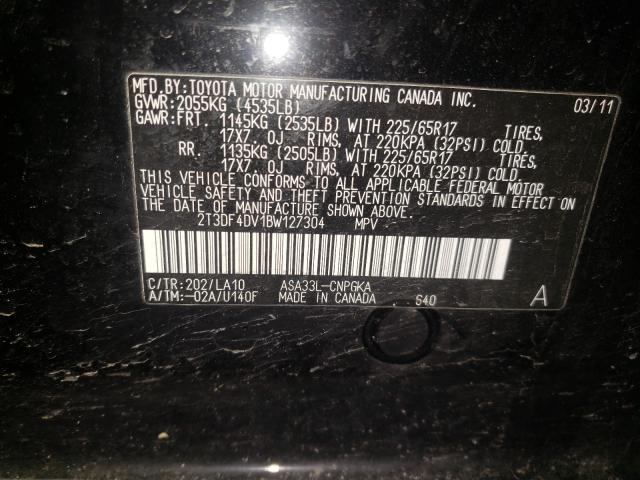 MFD.BY:TOYOTA MOTOR MANUFACTURING CANADA INC.
GVWR:2055KG (4535LB) 03/11
GAWR:FRT. 1145KG (2535LB) WITH 225/65R17 TIRES,
17X7. OJ RIMS, AT 220KPA (32PSI) COLD.
RR. 1135KG (2505LB) WITH 225/65R17 TIRES,
17X7. OJ RIMS, AT 220KPA (32PSI) COLD.
THIS VEHICLE CONFORMS TO ALL APPLICABLE FEDERAL MOTOR
VEHICLE SAFETY AND THEFT PREVENTION STANDARDS IN EFFECT ON
THE DATE OF MANUFACTURE SHOWN ABOVE.
2T3DF4DV1BW127304 MPV
C/TR:202/LA10 ASA33L-CNPGKA
A/TM:-02A/U140F MADE IN CANADA 640 A